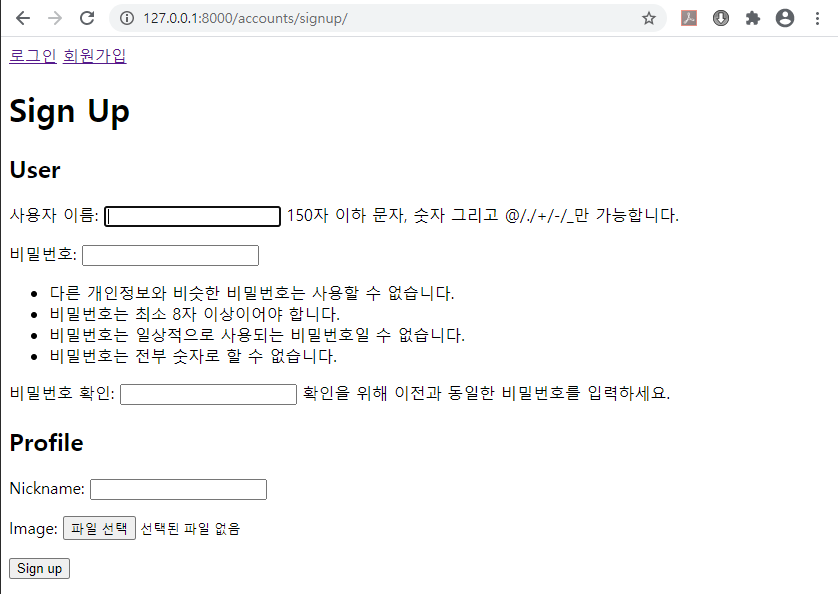 127.0.0.1:8000/accounts/signup/
로그인 회원가입
Sign Up
User
사용자 이름: 150자 이하 문자, 숫자 그리고 @/./+/-/_만 가능합니다.
비밀번호:
다른 개인정보와 비슷한 비밀번호는 사용할 수 없습니다.
비밀번호는 최소 8자 이상이어야 합니다.
비밀번호는 일상적으로 사용되는 비밀번호일 수 없습니다.
비밀번호는 전부 숫자로 할 수 없습니다.
비밀번호 확인: 확인을 위해 이전과 동일한 비밀번호를 입력하세요.
Profile
Nickname:
Image: 파일 선택 선택된 파일 없음
Sign up